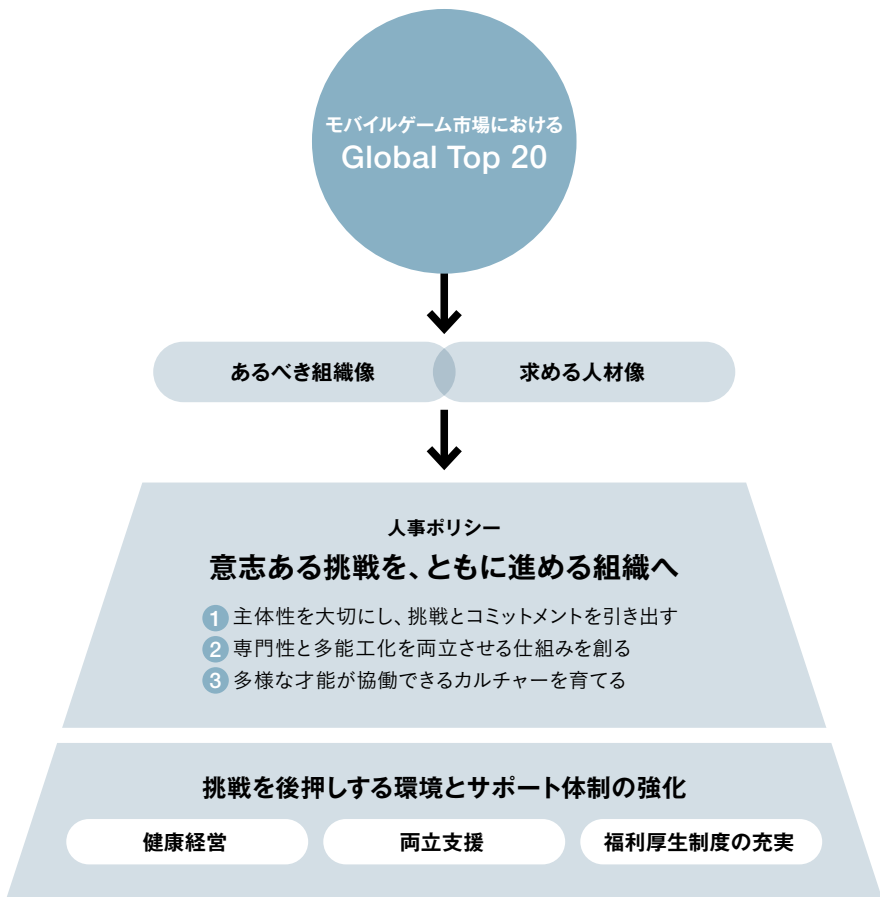 モバイルゲーム市場における
Global Top 20
あるべき組織像
求める人材像
人事ポリシー
意志ある挑戦を、ともに進める組織へ
1 主体性を大切にし、挑戦とコミットメントを引き出す
2 専門性と多能工化を両立させる仕組みを創る
3 多様な才能が協働できるカルチャーを育てる
挑戦を後押しする環境とサポート体制の強化
健康経営
両立支援
福利厚生制度の充実